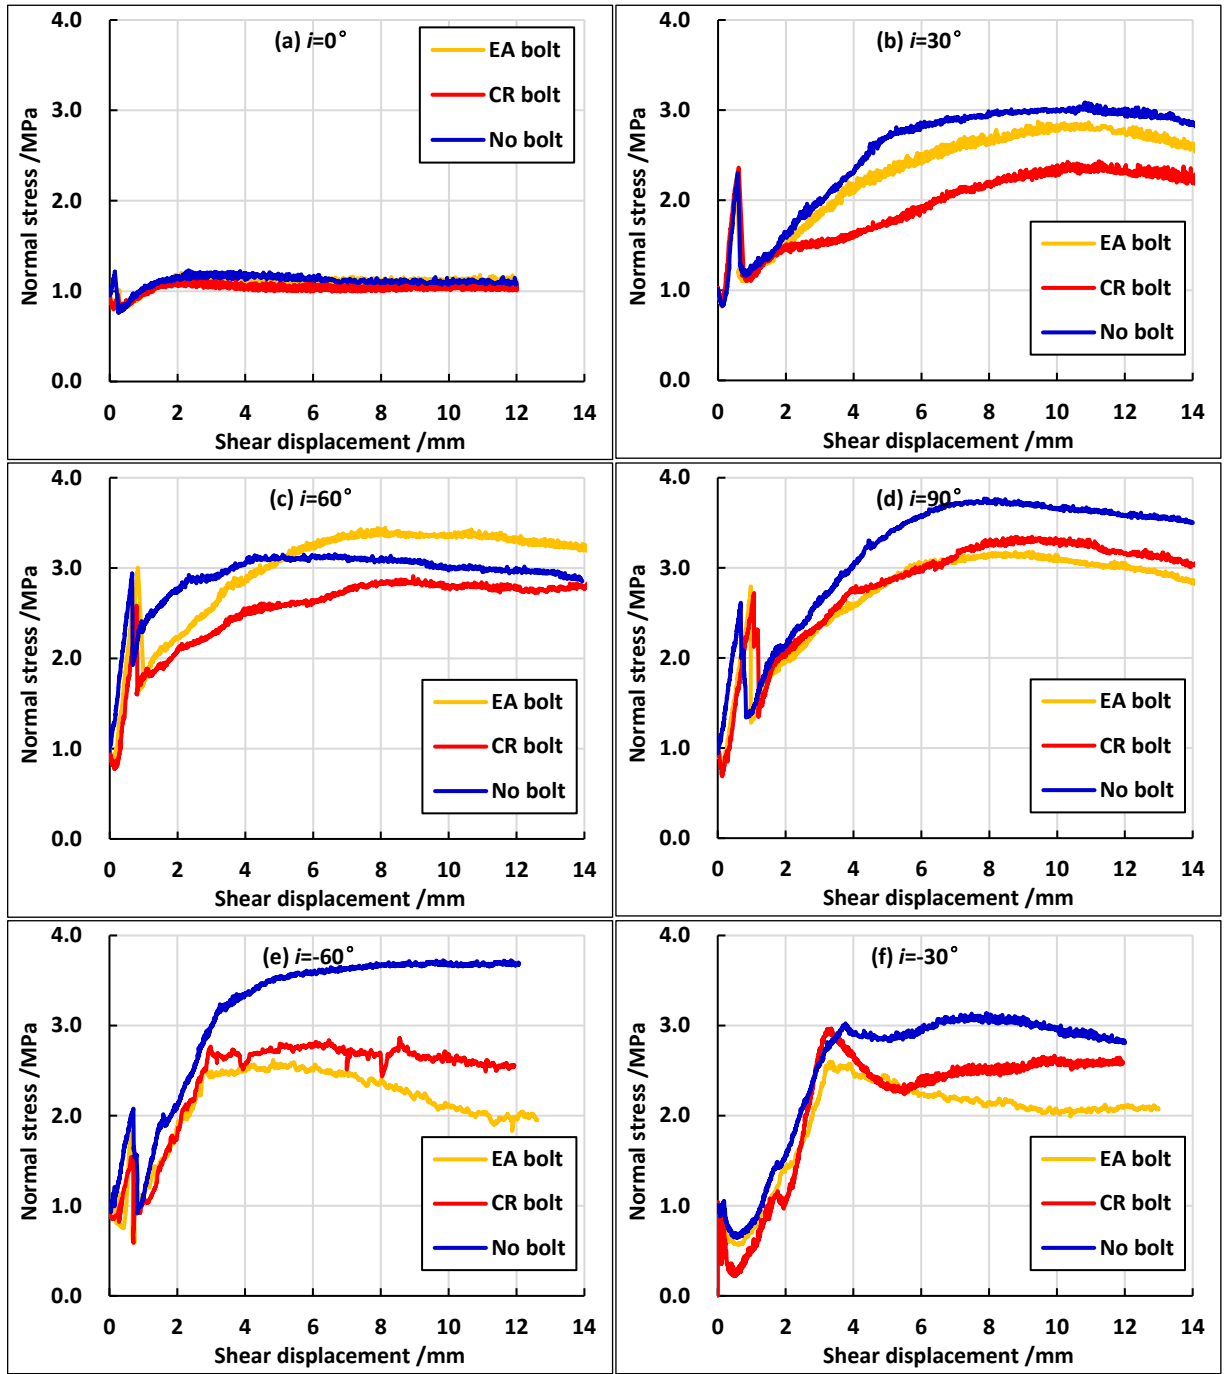 (a) i=0°
4.0
3.0
2.0
1.0
0.0
Normal stress /MPa
EA bolt
CR bolt
No bolt
0 2 4 6 8 10 12 14
Shear displacement /mm
(b) i=30°
4.0
3.0
2.0
1.0
0.0
Normal stress /MPa
EA bolt
CR bolt
No bolt
0 2 4 6 8 10 12 14
Shear displacement /mm
(c) i=60°
4.0
3.0
2.0
1.0
0.0
Normal stress /MPa
EA bolt
CR bolt
No bolt
0 2 4 6 8 10 12 14
Shear displacement /mm
(d) i=90°
4.0
3.0
2.0
1.0
0.0
Normal stress /MPa
EA bolt
CR bolt
No bolt
0 2 4 6 8 10 12 14
Shear displacement /mm
(e) i=-60°
4.0
3.0
2.0
1.0
0.0
Normal stress /MPa
EA bolt
CR bolt
No bolt
0 2 4 6 8 10 12 14
Shear displacement /mm
(f) i=-30°
4.0
3.0
2.0
1.0
0.0
Normal stress /MPa
EA bolt
CR bolt
No bolt
0 2 4 6 8 10 12 14
Shear displacement /mm